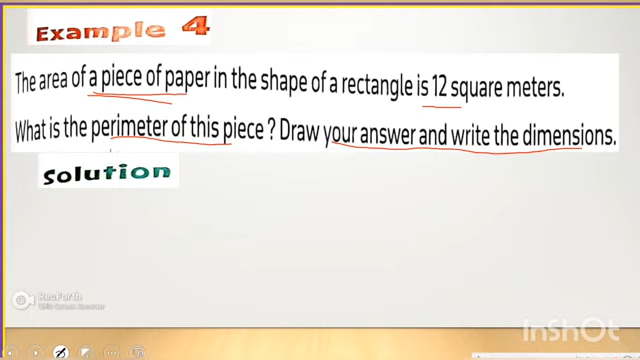 Example 4
The area of a piece of paper in the shape of a rectangle is 12 square meters.
What is the perimeter of this piece? Draw your answer and write the dimensions.
Solution
RecForth
InShOt